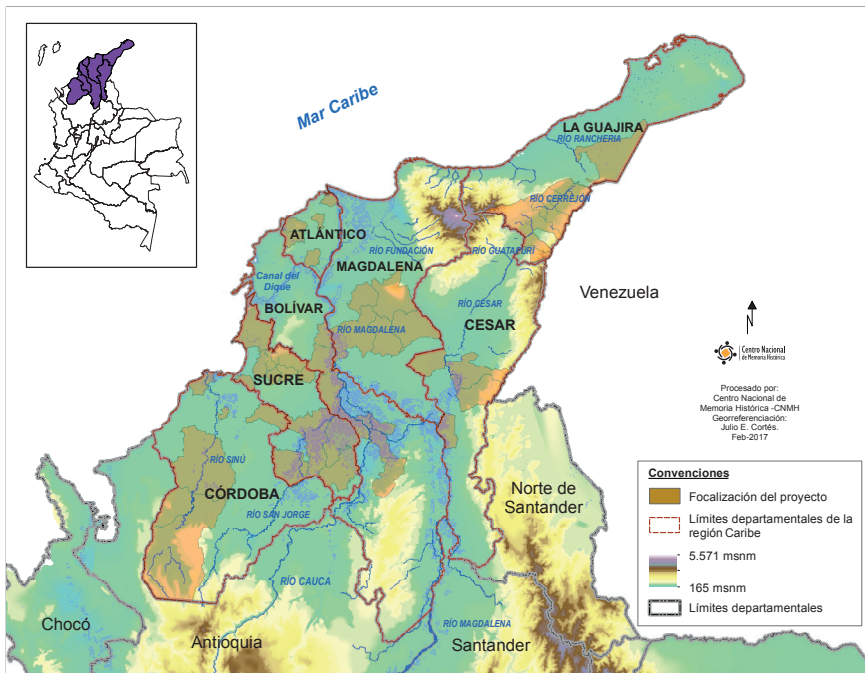 Mar Caribe
LA GUAJIRA
RÍO RANCHERIA
RÍO CERREJÓN
ATLÁNTICO
RÍO FUNDACIÓN
RÍO GUATAPURÍ
MAGDALENA
Canal del
Dique
RÍO CESAR
Venezuela
BOLÍVAR
RÍO MAGDALENA
CESAR
N
Centro Nacional
de Memoria Histórica
SUCRE
Procesado por:
Centro Nacional de
Memoria Histórica -CNMH
Georreferenciación:
Julio E. Cortés.
Feb-2017
RÍO SINÚ
CÓRDOBA
RÍO SAN JORGE
Norte de
Santander
RÍO CAUCA
Chocó
Antioquia
RÍO MAGDALENA
Santander
Convenciones
Focalización del proyecto
Límites departamentales de la
región Caribe
5.571 msnm
165 msnm
Límites departamentales